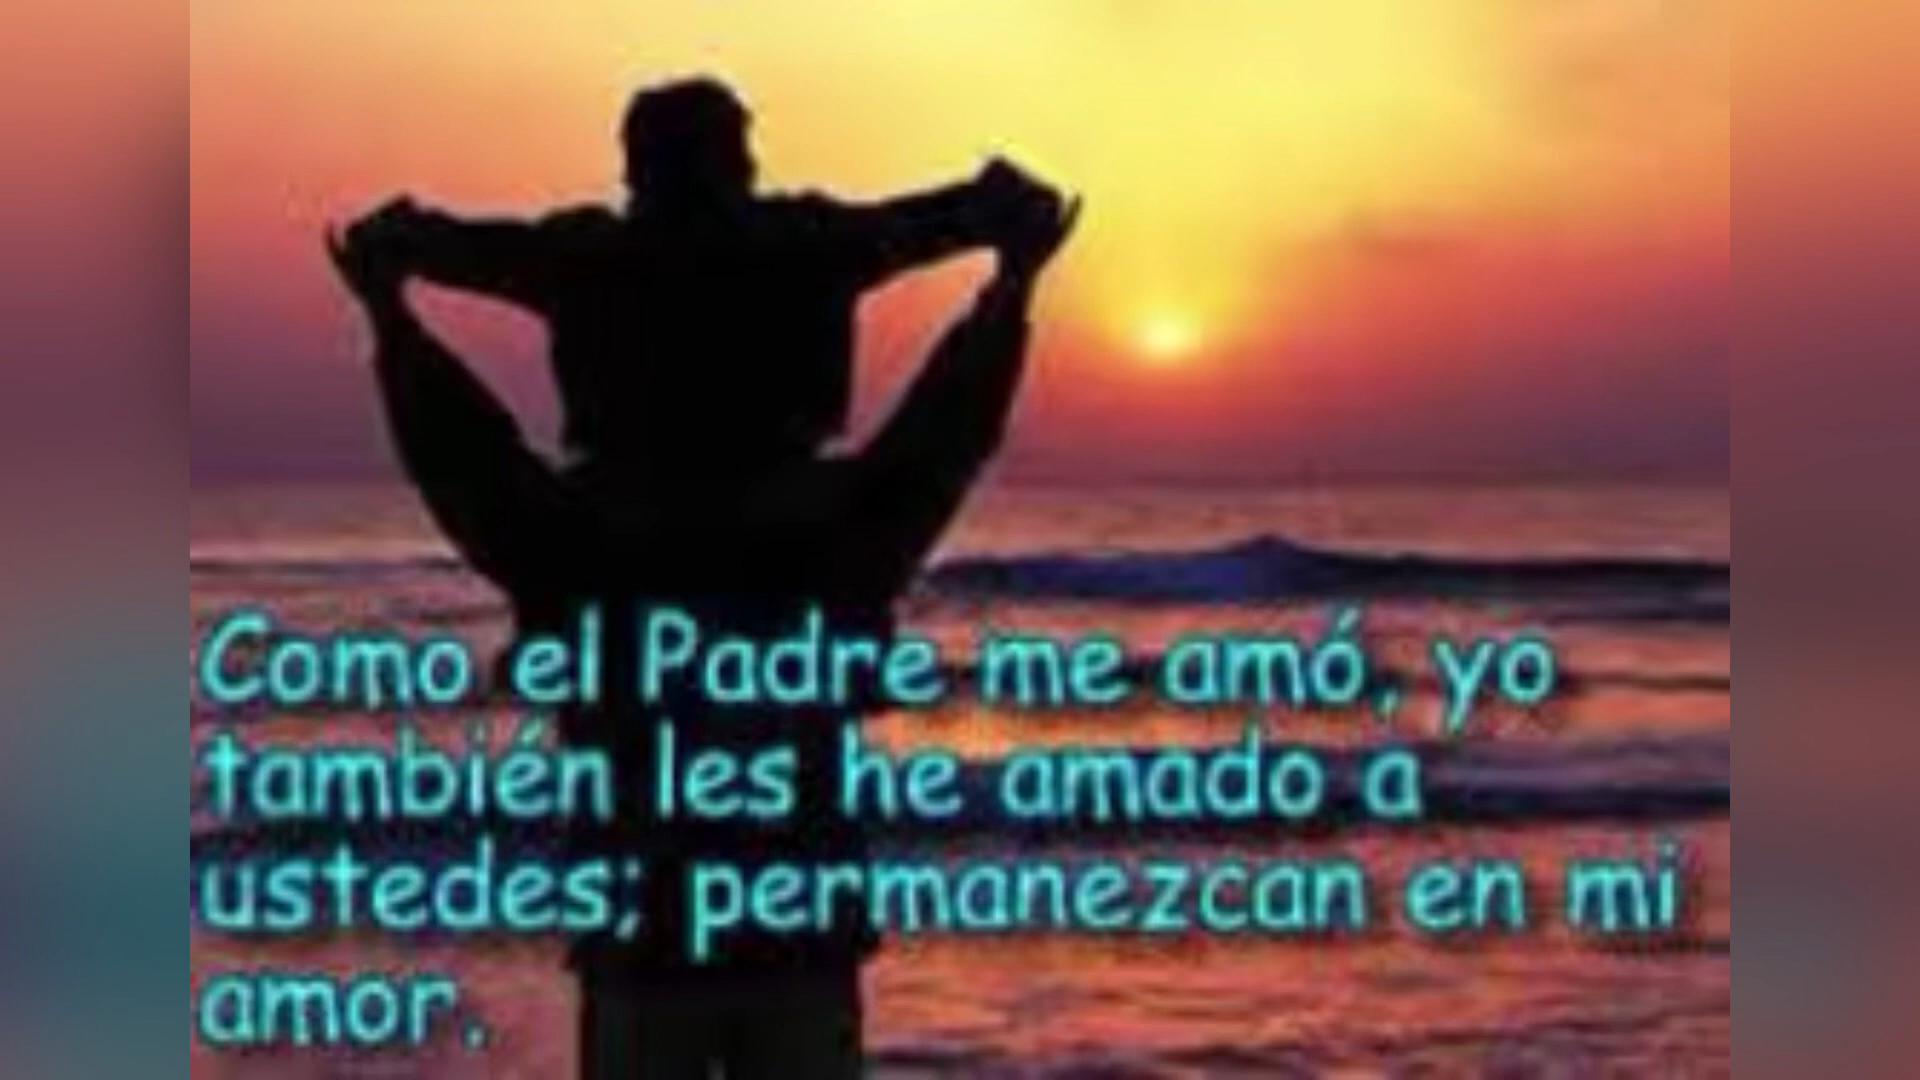 Como el Padre me amó, yo
también les he amado a
ustedes; permanezcan en mi
amor.